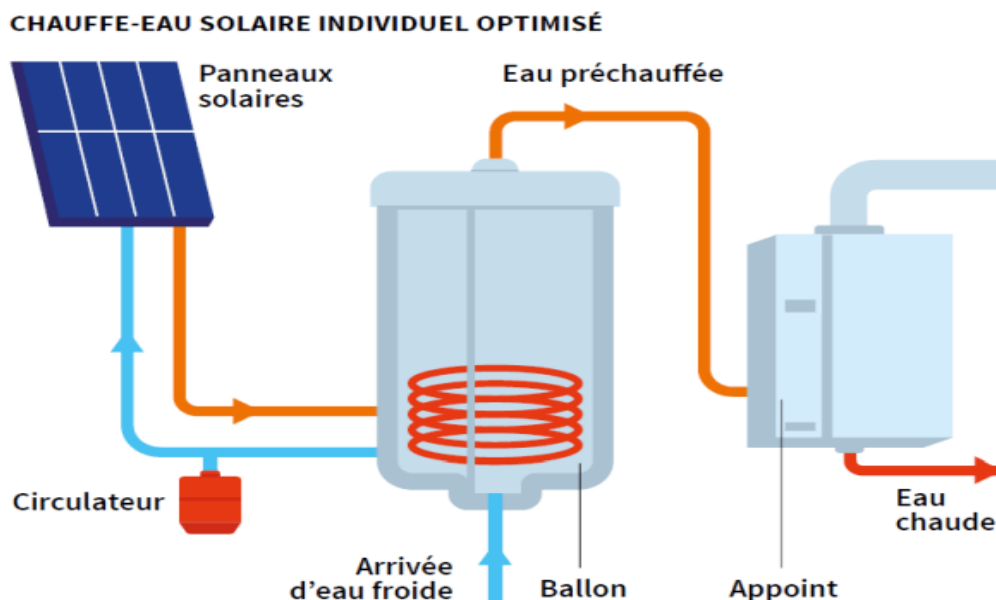 CHAUFFE-EAU SOLAIRE INDIVIDUEL OPTIMISÉ
Panneaux
solaires
Eau préchauffée
Circulateur
Arrivée
d'eau froide
Ballon
Appoint
Eau
chaude